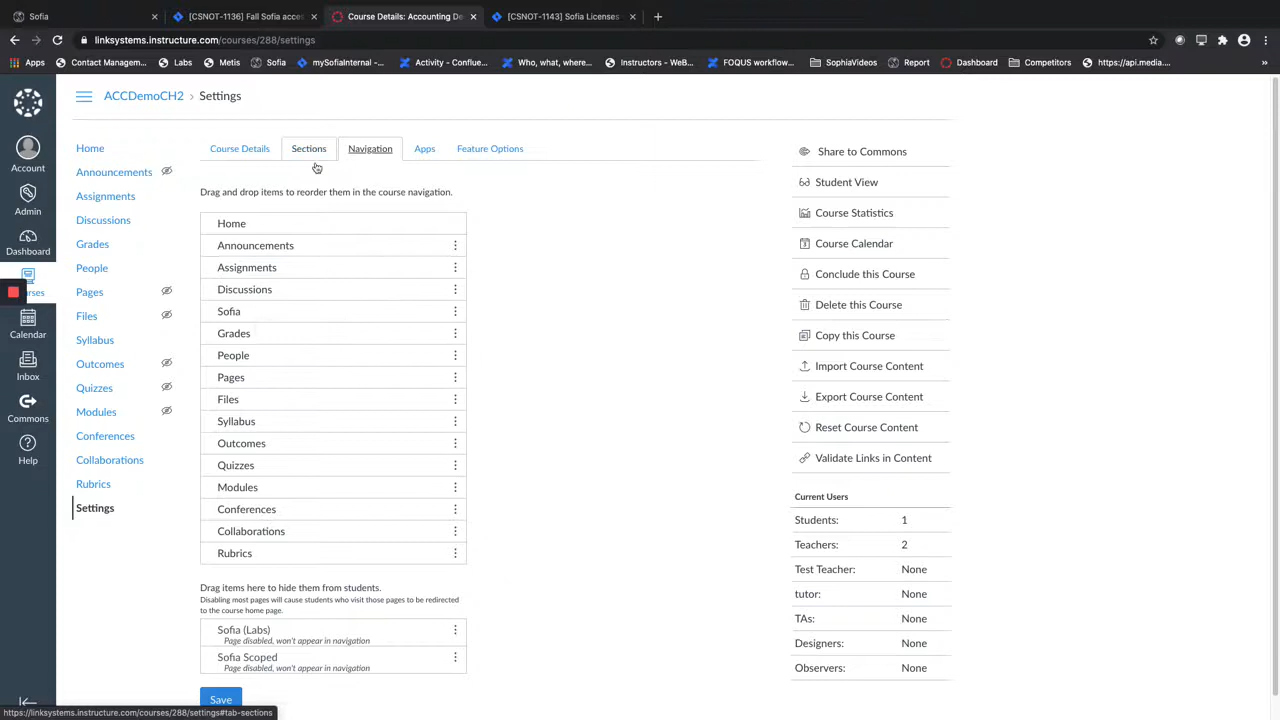 Sofia
[CSNOT-1136] Fall Sofia acces
Course Details: Accounting De
[CSNOT-1143] Sofia Licenses
linksystems.instructure.com/courses/288/settings
Apps
Contact Managem...
Labs
Metis
Sofia
mySofiaInternal -...
Activity - Conflue...
Who, what, where...
Instructors - WeB...
FOQUS workflow...
SophiaVideos
Report
Dashboard
Competitors
https://api.media....
»
ACCDemoCH2 › Settings
Account
Admin
Dashboard
rses
Calendar
Inbox
Commons
Help
Home
Announcements
Assignments
Discussions
Grades
People
Pages
Files
Syllabus
Outcomes
Quizzes
Modules
Conferences
Collaborations
Rubrics
Settings
Course Details
Sections
Navigation
Apps
Feature Options
Drag and drop items to reorder them in the course navigation.
Home
Announcements
Assignments
Discussions
Sofia
Grades
People
Pages
Files
Syllabus
Outcomes
Quizzes
Modules
Conferences
Collaborations
Rubrics
Drag items here to hide them from students.
Disabling most pages will cause students who visit those pages to be redirected
to the course home page.
Sofia (Labs)
Page disabled, won't appear in navigation
Sofia Scoped
Page disabled, won't appear in navigation
Save
Share to Commons
Student View
Course Statistics
Course Calendar
Conclude this Course
Delete this Course
Copy this Course
Import Course Content
Export Course Content
Reset Course Content
Validate Links in Content
Current Users
Students: 1
Teachers: 2
Test Teacher: None
tutor: None
TAs: None
Designers: None
Observers: None
https://linksystems.instructure.com/courses/288/settings#tab-sections